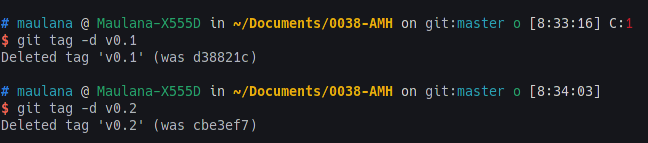 # maulana @ Maulana-X555D in ~/Documents/0038-AMH on git:master o [8:33:16] C:1
$ git tag -d v0.1
Deleted tag 'v0.1' (was d38821c)
# maulana @ Maulana-X555D in ~/Documents/0038-AMH on git:master o [8:34:03]
$ git tag -d v0.2
Deleted tag 'v0.2' (was cbe3ef7)